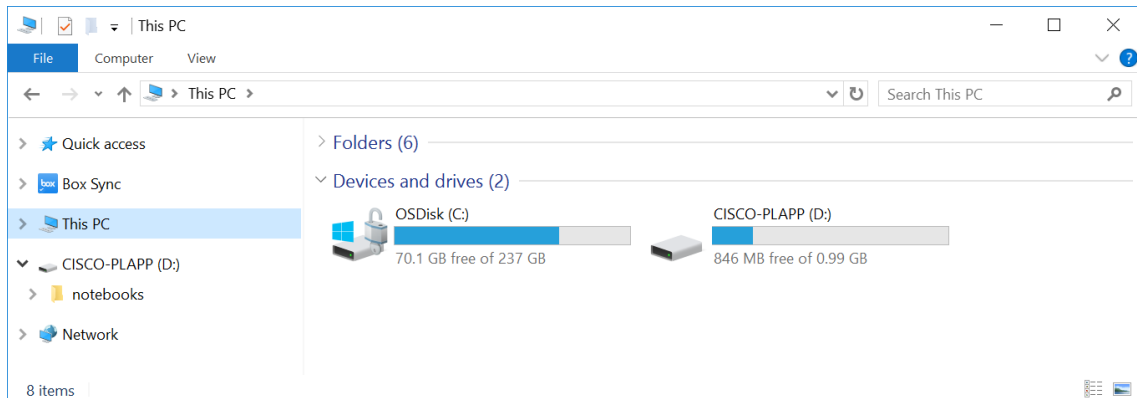 This PC
File Computer View
This PC
Search This PC
Quick access
Box Sync
This PC
CISCO-PLAPP (D:)
notebooks
Network
Folders (6)
Devices and drives (2)
OSDisk (C:)
70.1 GB free of 237 GB
CISCO-PLAPP (D:)
846 MB free of 0.99 GB
8 items